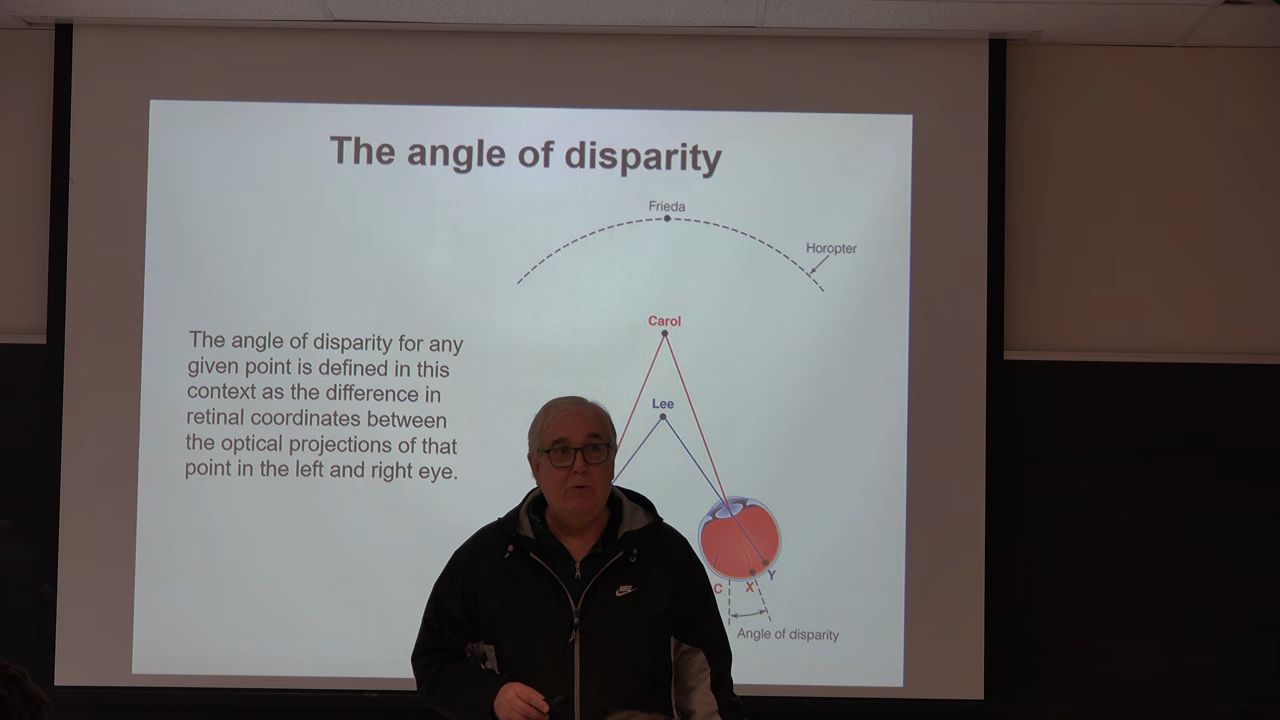 The angle of disparity
Frieda
Horopter
Carol
The angle of disparity for any
given point is defined in this
context as the difference in
retinal coordinates between
the optical projections of that
point in the left and right eye.
Lee
C X Y
Angle of disparity
NIKE